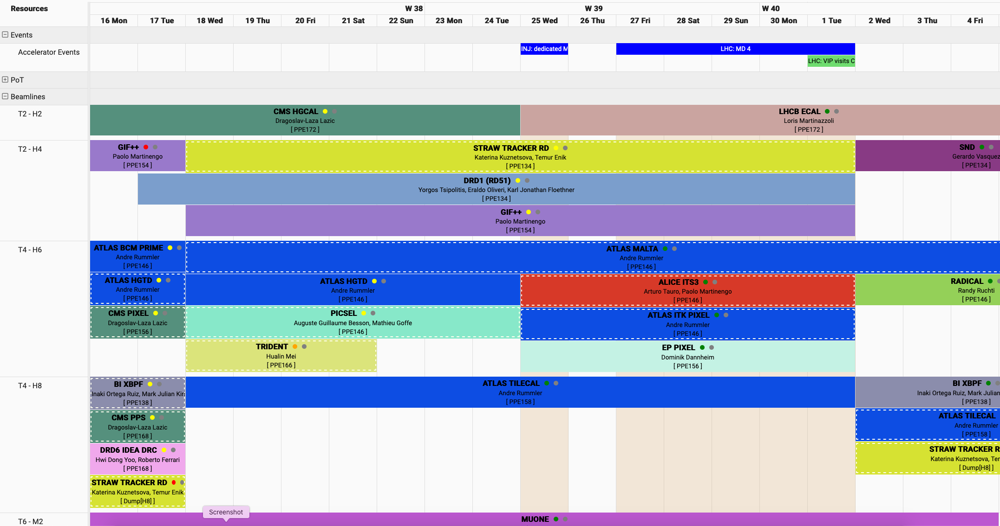 Resources
W 38
W 39
W 40
16 Mon
17 Tue
18 Wed
19 Thu
20 Fri
21 Sat
22 Sun
23 Mon
24 Tue
25 Wed
26 Thu
27 Fri
28 Sat
29 Sun
30 Mon
1 Tue
2 Wed
3 Thu
4 Fri
Events
Accelerator Events
INJ: dedicated M
LHC: MD 4
LHC: VIP visits C
PoT
Beamlines
T2 - H2
CMS HGCAL
Dragoslav-Laza Lazic
[ PPE172 ]
LHCB ECAL
Loris Martinazzoli
[ PPE172 ]
T2 - H4
GIF++
Paolo Martinengo
[ PPE154 ]
STRAW TRACKER RD
Katerina Kuznetsova, Temur Enik
[ PPE134 ]
SND
Gerardo Vasquez
[ PPE134 ]
DRD1 (RD51)
Yorgos Tsipolitis, Eraldo Oliveri, Karl Jonathan Floethner
[ PPE134 ]
GIF++
Paolo Martinengo
[ PPE154 ]
T4 - H6
ATLAS BCM PRIME
Andre Rummler
[ PPE146 ]
ATLAS MALTA
Andre Rummler
[ PPE146 ]
ATLAS HGTD
Andre Rummler
[ PPE146 ]
ATLAS HGTD
Andre Rummler
[ PPE146 ]
ALICE ITS3
Arturo Tauro, Paolo Martinengo
[ PPE146 ]
RADICAL
Randy Ruchti
[ PPE146 ]
CMS PIXEL
Dragoslav-Laza Lazic
[ PPE156 ]
PICSEL
Auguste Guillaume Besson, Mathieu Goffe
[ PPE146 ]
ATLAS ITK PIXEL
Andre Rummler
[ PPE146 ]
TRIDENT
Hualin Mei
[ PPE166 ]
EP PIXEL
Dominik Dannheim
[ PPE156 ]
T4 - H8
BI XBPF
Inaki Ortega Ruiz, Mark Julian Kir
[ PPE138 ]
ATLAS TILECAL
Andre Rummler
[ PPE158 ]
BI XBPF
Inaki Ortega Ruiz, Mark Julian
[ PPE138 ]
CMS PPS
Dragoslav-Laza Lazic
[ PPE168 ]
ATLAS TILECAL
Andre Rummler
[ PPE158 ]
DRD6 IDEA DRC
Hwi Dong Yoo, Roberto Ferrari
[ PPE168 ]
STRAW TRACKER R
Katerina Kuznetsova, Ter
[ Dump[H8] ]
STRAW TRACKER RD
Katerina Kuznetsova, Temur Enik
[ Dump[H8] ]
Screenshot
T6 - M2
MUONE